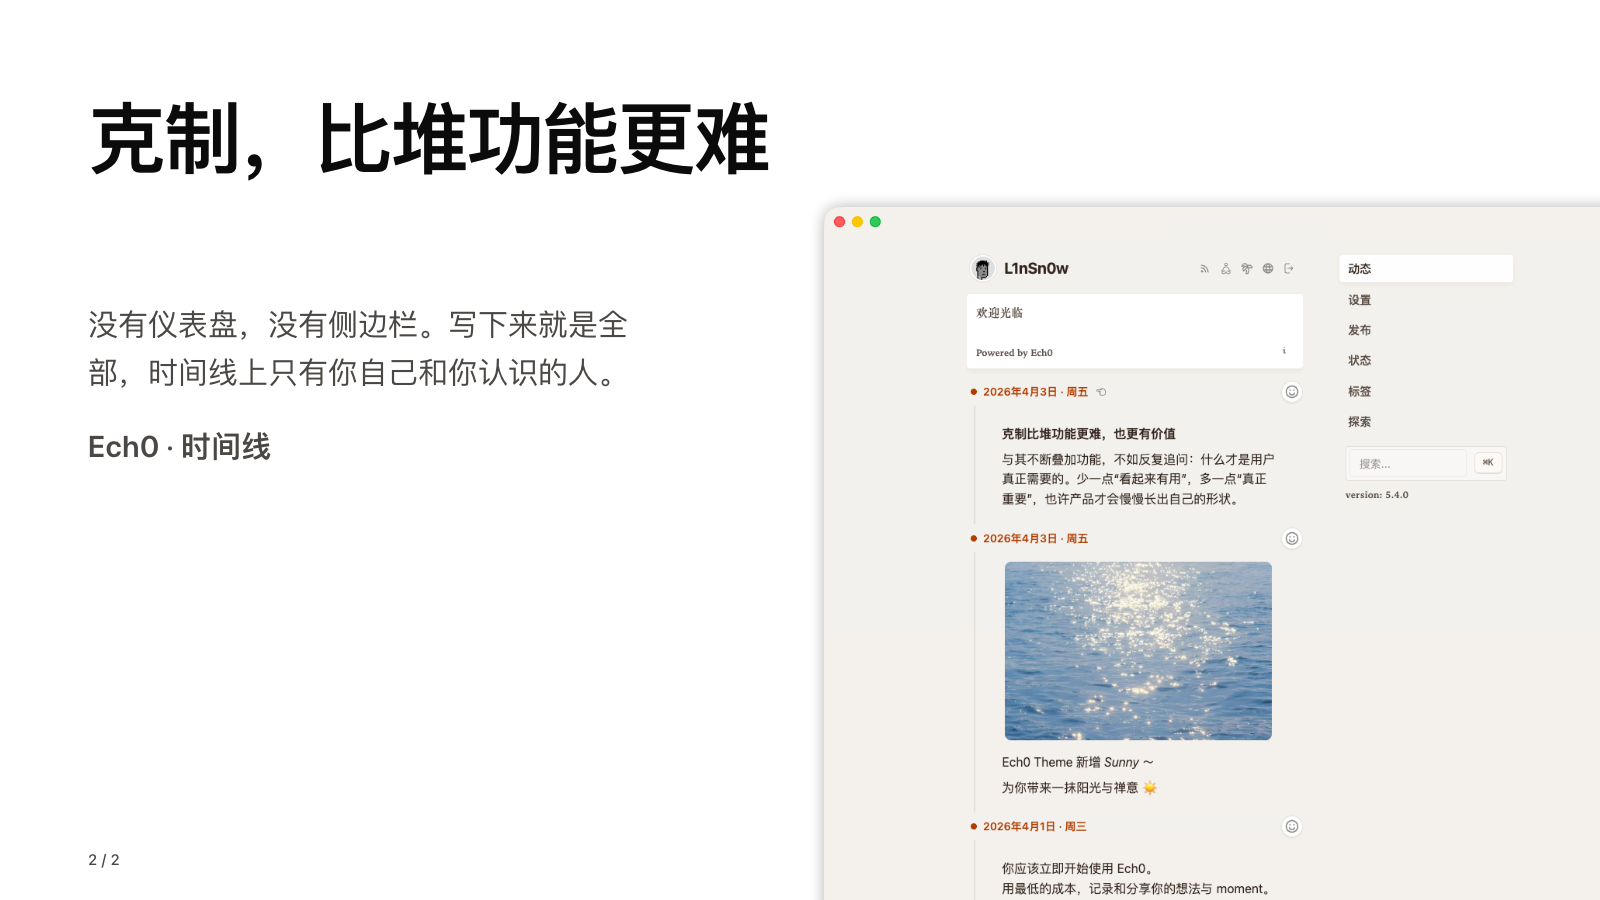 克制，比堆功能更难
没有仪表盘，没有侧边栏。写下来就是全
部，时间线上只有你自己和你认识的人。
Ech0 · 时间线
2 / 2
L1nSn0w
欢迎光临
Powered by Ech0
2026年4月3日 · 周五
克制比堆功能更难，也更有价值
与其不断叠加功能，不如反复追问：什么才是用户
真正需要的。少一点“看起来有用”，多一点“真正
重要”，也许产品才会慢慢长出自己的形状。
2026年4月3日 · 周五
Ech0 Theme 新增 Sunny ～
为你带来一抹阳光与禅意 ☀️
2026年4月1日 · 周三
你应该立即开始使用 Ech0。
用最低的成本，记录和分享你的想法与 moment。
动态
设置
发布
状态
标签
探索
搜索... ⌘K
version: 5.4.0